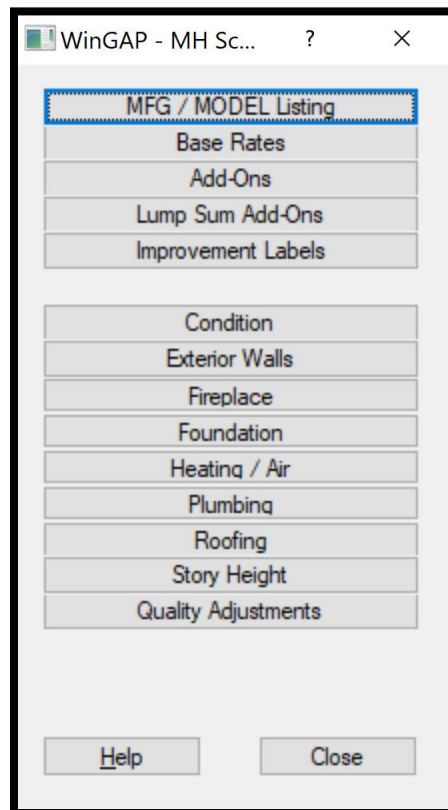 WinGAP - MH Sc... ? ×
MFG / MODEL Listing
Base Rates
Add-Ons
Lump Sum Add-Ons
Improvement Labels
Condition
Exterior Walls
Fireplace
Foundation
Heating / Air
Plumbing
Roofing
Story Height
Quality Adjustments
Help Close